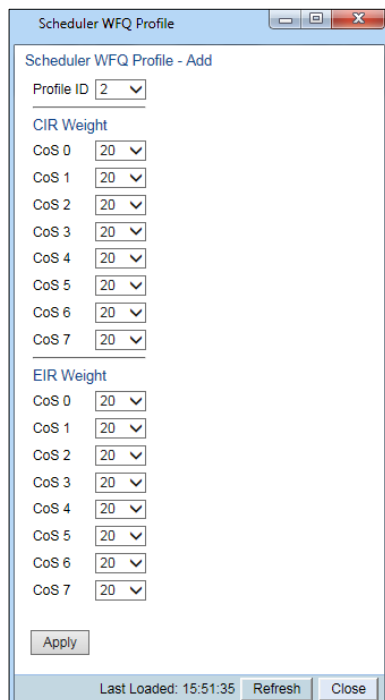 Scheduler WFQ Profile
Scheduler WFQ Profile - Add
Profile ID 2
CIR Weight
CoS 0 20
CoS 1 20
CoS 2 20
CoS 3 20
CoS 4 20
CoS 5 20
CoS 6 20
CoS 7 20
EIR Weight
CoS 0 20
CoS 1 20
CoS 2 20
CoS 3 20
CoS 4 20
CoS 5 20
CoS 6 20
CoS 7 20
Apply
Last Loaded: 15:51:35 Refresh Close